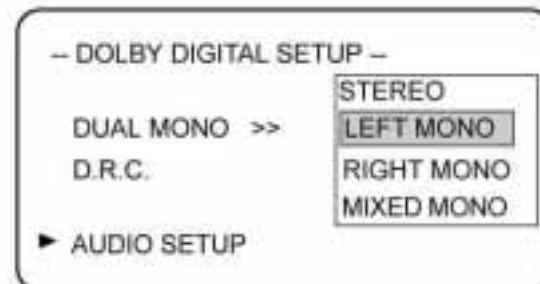 -- DOLBY DIGITAL SETUP --
STEREO
DUAL MONO >> LEFT MONO
D.R.C. RIGHT MONO
MIXED MONO
► AUDIO SETUP